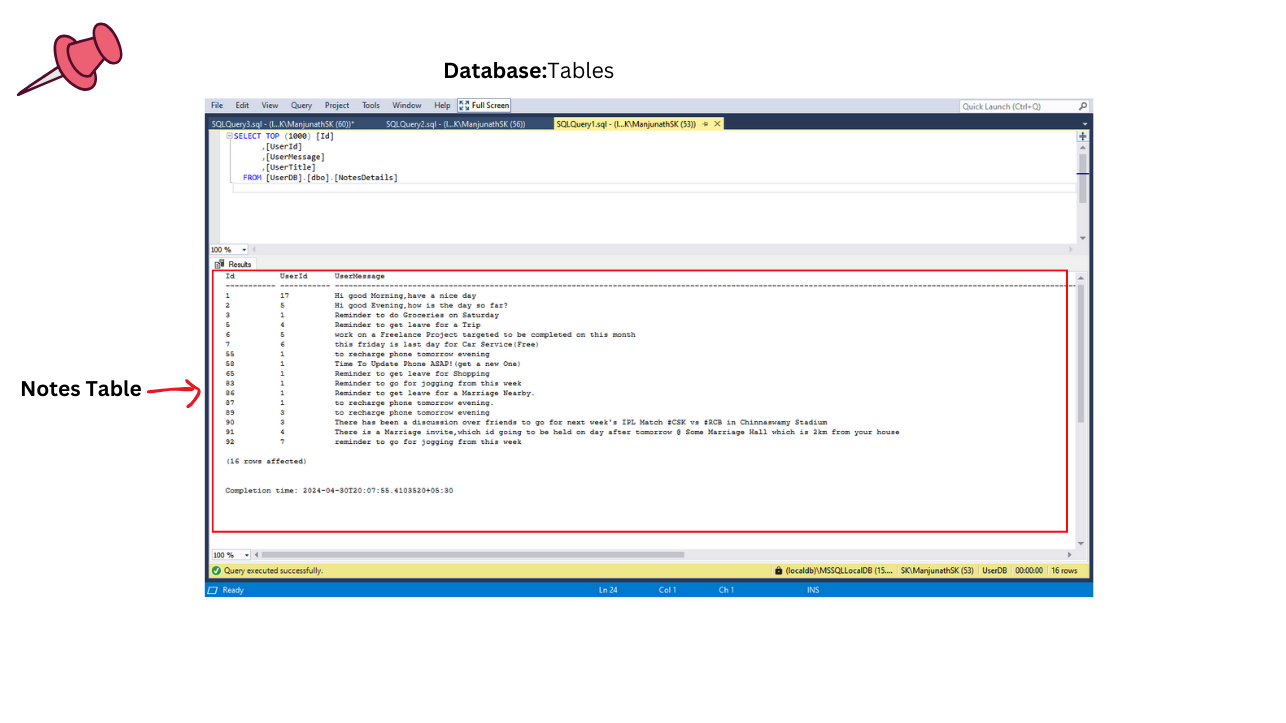 Database:Tables
File Edit View Query Project Tools Window Help Full Screen Quick Launch (Ctrl+Q)
SQLQuery3.sql - (l...K\ManjunathSK (60))* SQLQuery2.sql - (l...K\ManjunathSK (56)) SQLQuery1.sql - (l...K\ManjunathSK (53))
SELECT TOP (1000) [Id]
,[UserId]
,[UserMessage]
,[UserTitle]
FROM [UserDB].[dbo].[NotesDetails]
100 %
Results
Id UserId UserMessage
1 17 Hi good Morning,have a nice day
2 5 Hi good Evening,how is the day so far?
3 1 Reminder to do Groceries on Saturday
5 4 Reminder to get leave for a Trip
6 5 work on a Freelance Project targeted to be completed on this month
7 6 this friday is last day for Car Service(Free)
55 1 to recharge phone tomorrow evening
58 1 Time To Update Phone ASAP!(get a new One)
65 1 Reminder to get leave for Shopping
83 1 Reminder to go for jogging from this week
86 1 Reminder to get leave for a Marriage Nearby.
87 1 to recharge phone tomorrow evening.
89 3 to recharge phone tomorrow evening
90 3 There has been a discussion over friends to go for next week's IPL Match #CSK vs #RCB in Chinnaswamy Stadium
91 4 There is a Marriage invite,which id going to be held on day after tomorrow @ Some Marriage Hall which is 2km from your house
92 7 reminder to go for jogging from this week
(16 rows affected)
Completion time: 2024-04-30T20:07:55.4103520+05:30
Notes Table
100 %
Query executed successfully. (localdb)\MSSQLLocalDB (15.... SK\ManjunathSK (53) UserDB 00:00:00 16 rows
Ready Ln 24 Col 1 Ch 1 INS